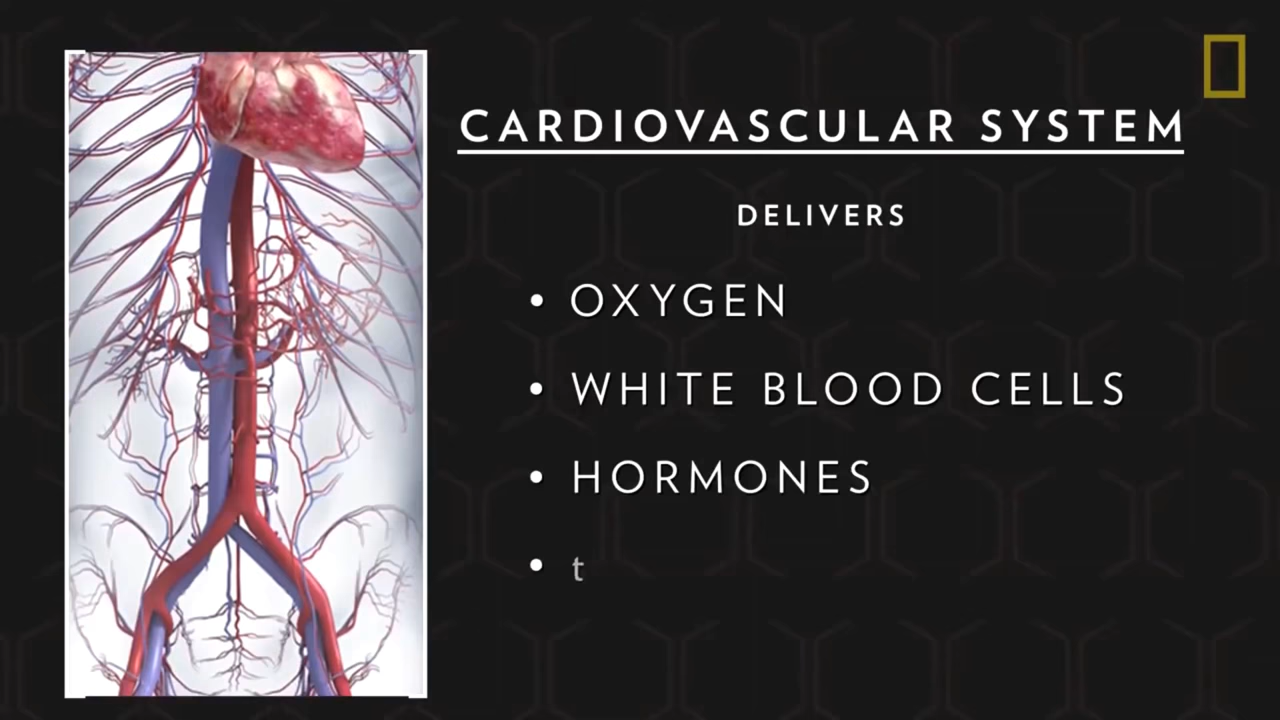 CARDIOVASCULAR SYSTEM
DELIVERS
• OXYGEN
• WHITE BLOOD CELLS
• HORMONES
• t